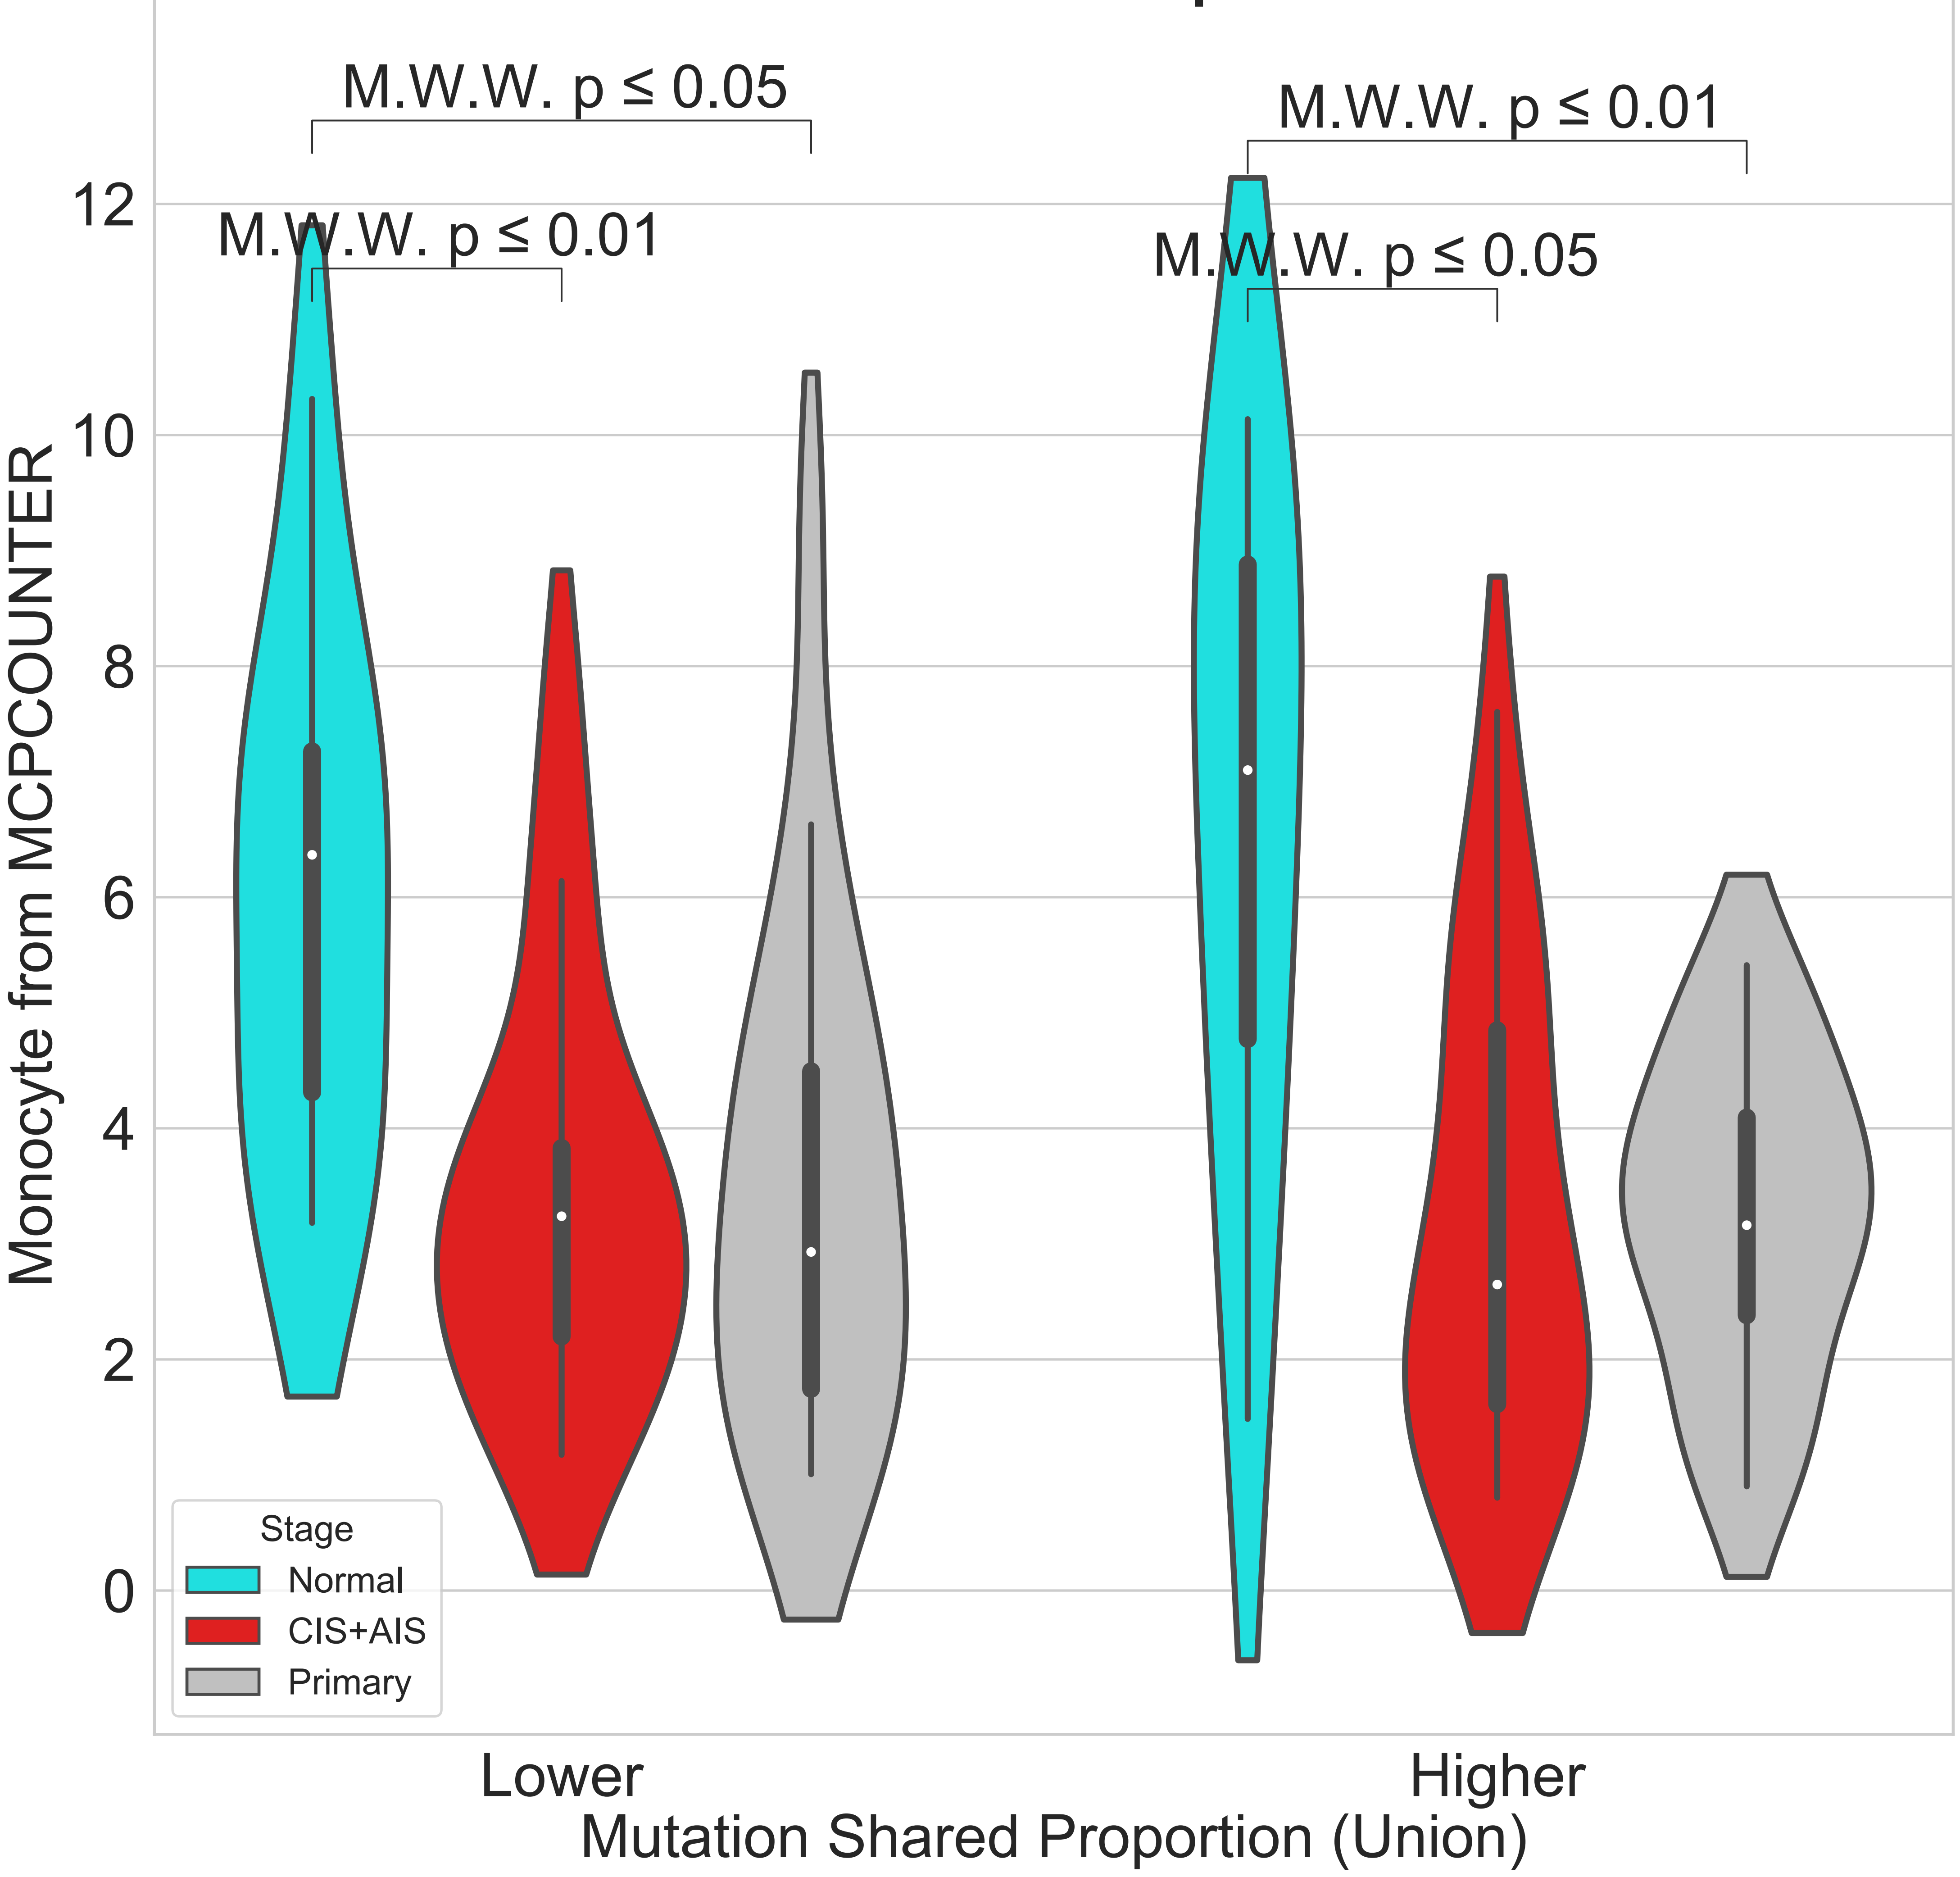 M.W.W. p ≤ 0.05
M.W.W. p ≤ 0.01
M.W.W. p ≤ 0.01
M.W.W. p ≤ 0.05
12
10
8
6
4
2
0
Monocyte from MCPCOUNTER
Stage
Normal
CIS+AIS
Primary
Lower
Higher
Mutation Shared Proportion (Union)